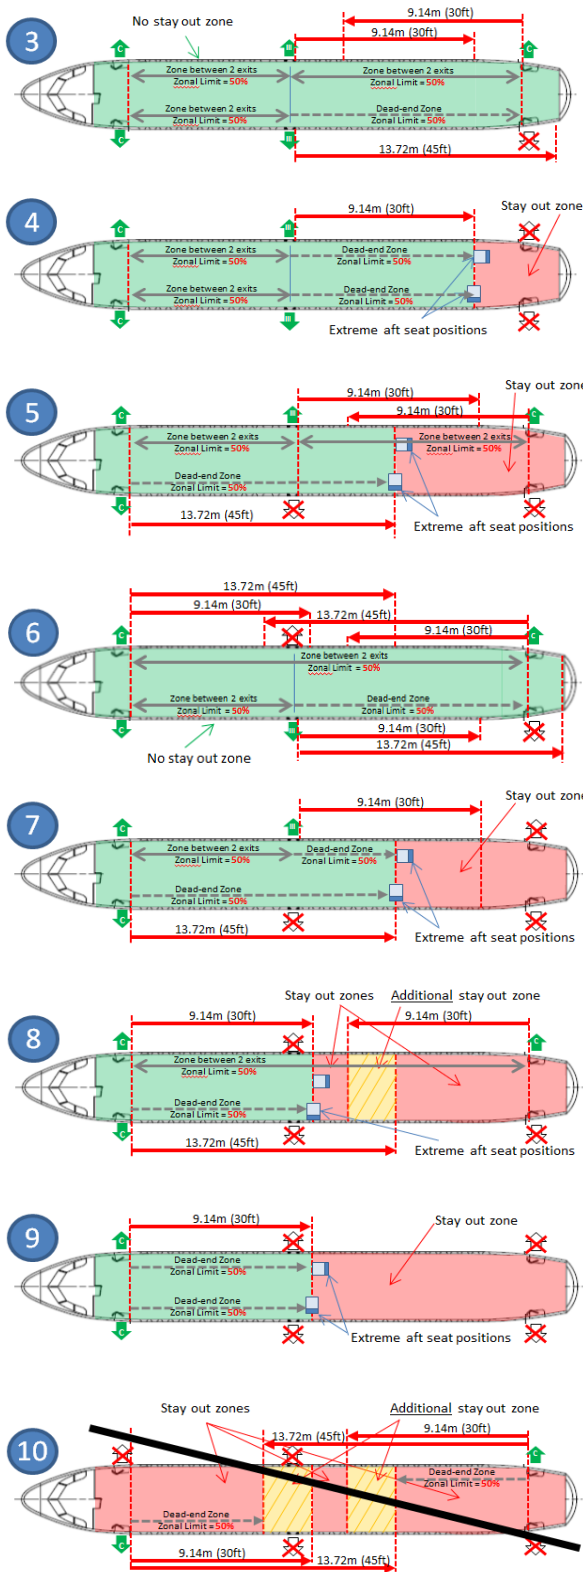 9.14m (30ft)
No stay out zone
9.14m (30ft)
3
C
III
C
Zone between 2 exits
Zonal Limit = 50%
Zone between 2 exits
Zonal Limit = 50%
Zone between 2 exits
Zonal Limit = 50%
Dead-end Zone
Zonal Limit = 50%
C
III
13.72m (45ft)
4
9.14m (30ft)
Stay out zone
C
III
Zone between 2 exits
Zonal Limit = 50%
Dead-end Zone
Zonal Limit = 50%
Zone between 2 exits
Zonal Limit = 50%
Dead-end Zone
Zonal Limit = 50%
C
III
Extreme aft seat positions
5
Stay out zone
9.14m (30ft)
9.14m (30ft)
C
III
C
Zone between 2 exits
Zonal Limit = 50%
Zone between 2 exits
Zonal Limit = 50%
Dead-end Zone
Zonal Limit = 50%
C
13.72m (45ft)
Extreme aft seat positions
13.72m (45ft)
9.14m (30ft)
13.72m (45ft)
6
9.14m (30ft)
C
C
Zone between 2 exits
Zonal Limit = 50%
Zone between 2 exits
Zonal Limit = 50%
Dead-end Zone
Zonal Limit = 50%
C
III
9.14m (30ft)
13.72m (45ft)
No stay out zone
7
Stay out zone
9.14m (30ft)
C
III
Zone between 2 exits
Zonal Limit = 50%
Dead-end Zone
Zonal Limit = 50%
Dead-end Zone
Zonal Limit = 50%
C
13.72m (45ft)
Extreme aft seat positions
Stay out zones
Additional stay out zone
8
9.14m (30ft)
9.14m (30ft)
C
C
Zone between 2 exits
Zonal Limit = 50%
Dead-end Zone
Zonal Limit = 50%
C
13.72m (45ft)
Extreme aft seat positions
9
9.14m (30ft)
Stay out zone
C
Dead-end Zone
Zonal Limit = 50%
Dead-end Zone
Zonal Limit = 50%
C
Extreme aft seat positions
Stay out zones
Additional stay out zone
10
13.72m (45ft)
9.14m (30ft)
C
Dead-end Zone
Zonal Limit = 50%
Dead-end Zone
Zonal Limit = 50%
C
9.14m (30ft)
13.72m (45ft)